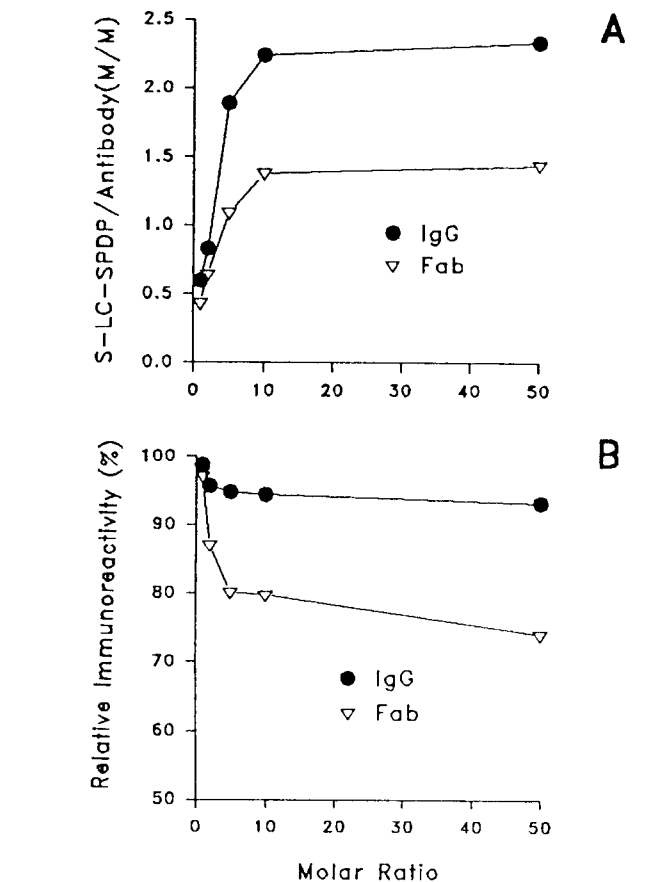 A
S-LC-SPDP/Antibody(M/M)
2.5
2.0
1.5
1.0
0.5
0.0
IgG
Fab
0 10 20 30 40 50
B
Relative Immunoreactivity (%)
100
90
80
70
60
50
IgG
Fab
0 10 20 30 40 50
Molar Ratio